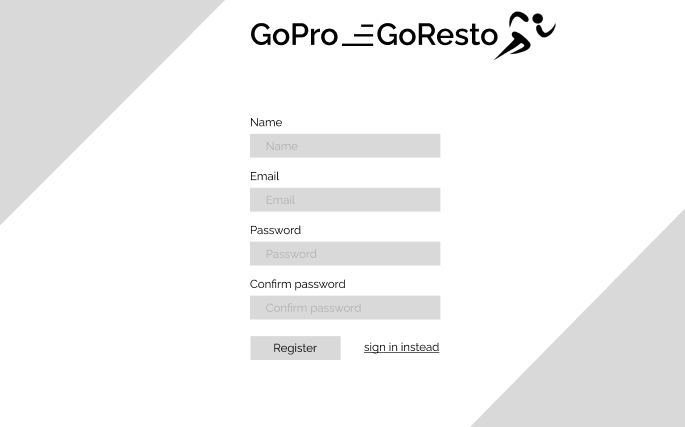 GoPro GoResto
Name
Name
Email
Email
Password
Password
Confirm password
Confirm password
Register sign in instead